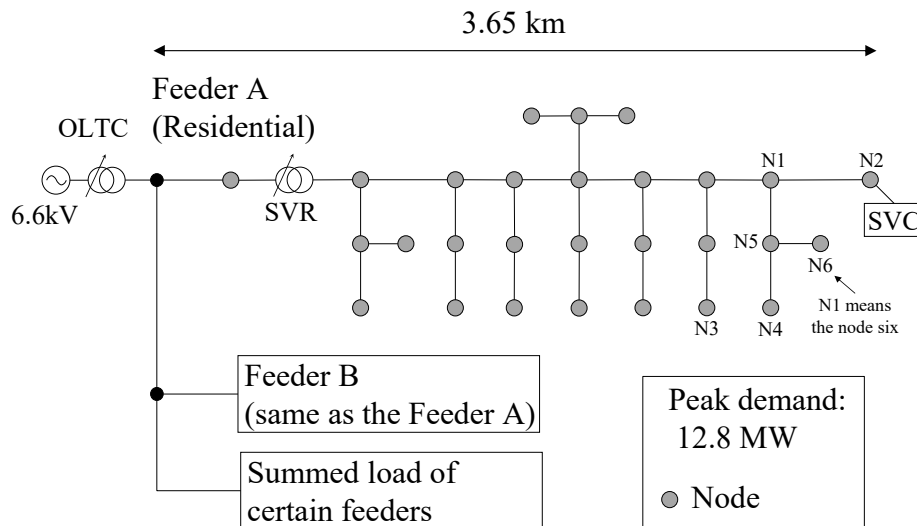 3.65 km
Feeder A
(Residential)
OLTC
6.6kV
SVR
N1
N2
SVC
N5
N6
N1 means
the node six
N3
N4
Feeder B
(same as the Feeder A)
Summed load of
certain feeders
Peak demand:
12.8 MW
Node